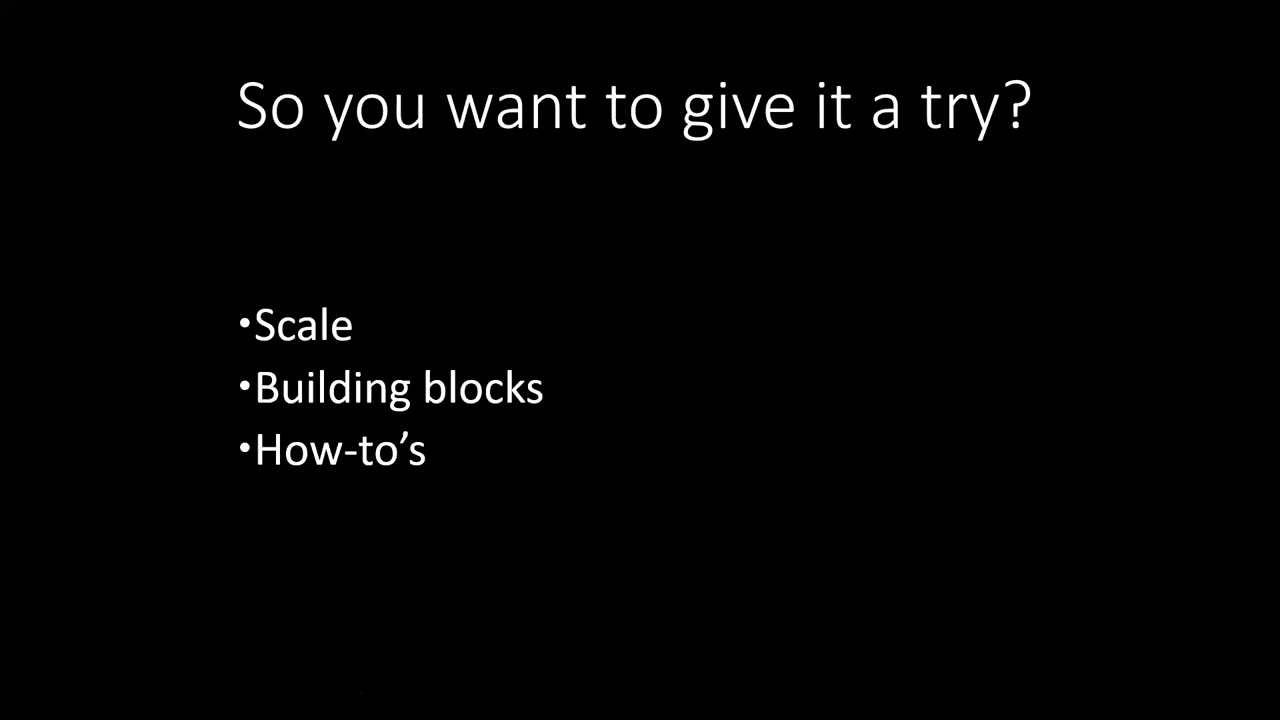 So you want to give it a try?
•Scale
•Building blocks
•How-to’s